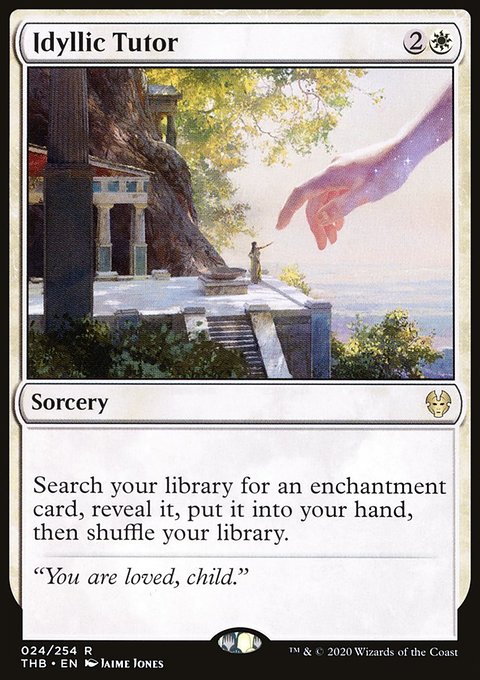 Idyllic Tutor 2
Sorcery
Search your library for an enchantment
card, reveal it, put it into your hand,
then shuffle your library.
“You are loved, child.”
024/254 R
THB • EN Jaime Jones
™ & © 2020 Wizards of the Coast